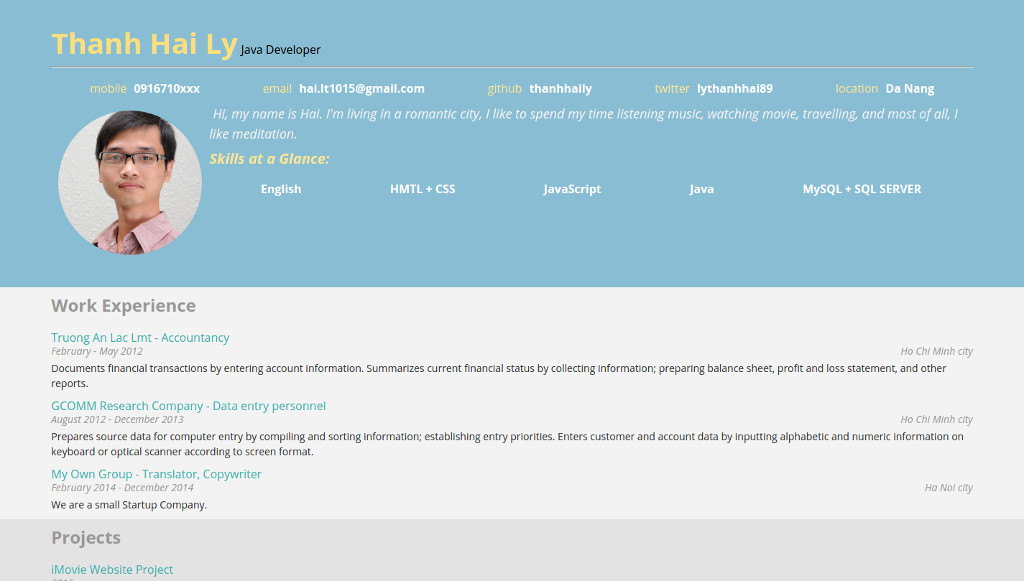 Thanh Hai Ly Java Developer
mobile 0916710xxx email hai.lt1015@gmail.com github thanhhaily twitter lythanhhai89 location Da Nang
Hi, my name is Hai. I'm living in a romantic city, I like to spend my time listening music, watching movie, travelling, and most of all, I
like meditation.
Skills at a Glance:
English HMTL + CSS JavaScript Java MySQL + SQL SERVER
Work Experience
Truong An Lac Lmt - Accountancy
February - May 2012 Ho Chi Minh city
Documents financial transactions by entering account information. Summarizes current financial status by collecting information; preparing balance sheet, profit and loss statement, and other
reports.
GCOMM Research Company - Data entry personnel
August 2012 - December 2013 Ho Chi Minh city
Prepares source data for computer entry by compiling and sorting information; establishing entry priorities. Enters customer and account data by inputting alphabetic and numeric information on
keyboard or optical scanner according to screen format.
My Own Group - Translator, Copywriter
February 2014 - December 2014 Ha Noi city
We are a small Startup Company.
Projects
iMovie Website Project